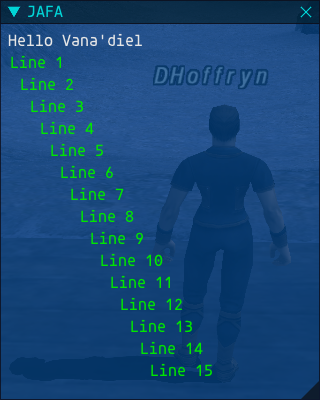 JAFA
Hello Vana'diel
DHoffryn
Line 1
Line 2
Line 3
Line 4
Line 5
Line 6
Line 7
Line 8
Line 9
Line 10
Line 11
Line 12
Line 13
Line 14
Line 15